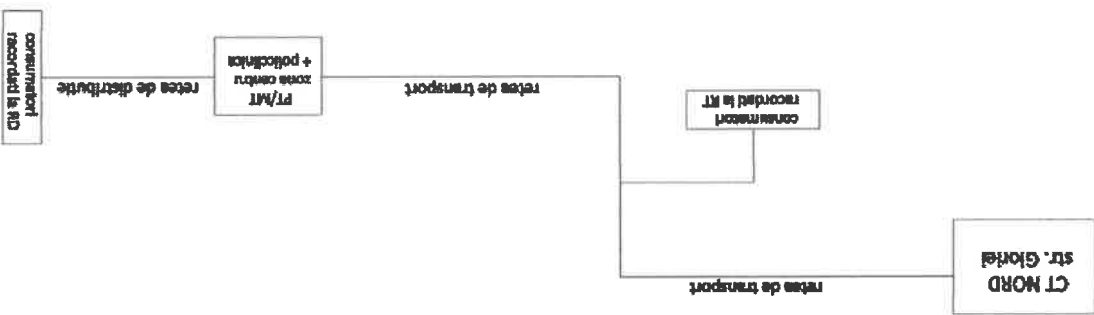 CT NORD
str. Gloriei
retea de transport
consumatori
racordati la RT
retea de transport
PT/MT
zona centru
+ policlinica
retea de distributie
consumatori
racordati la RD